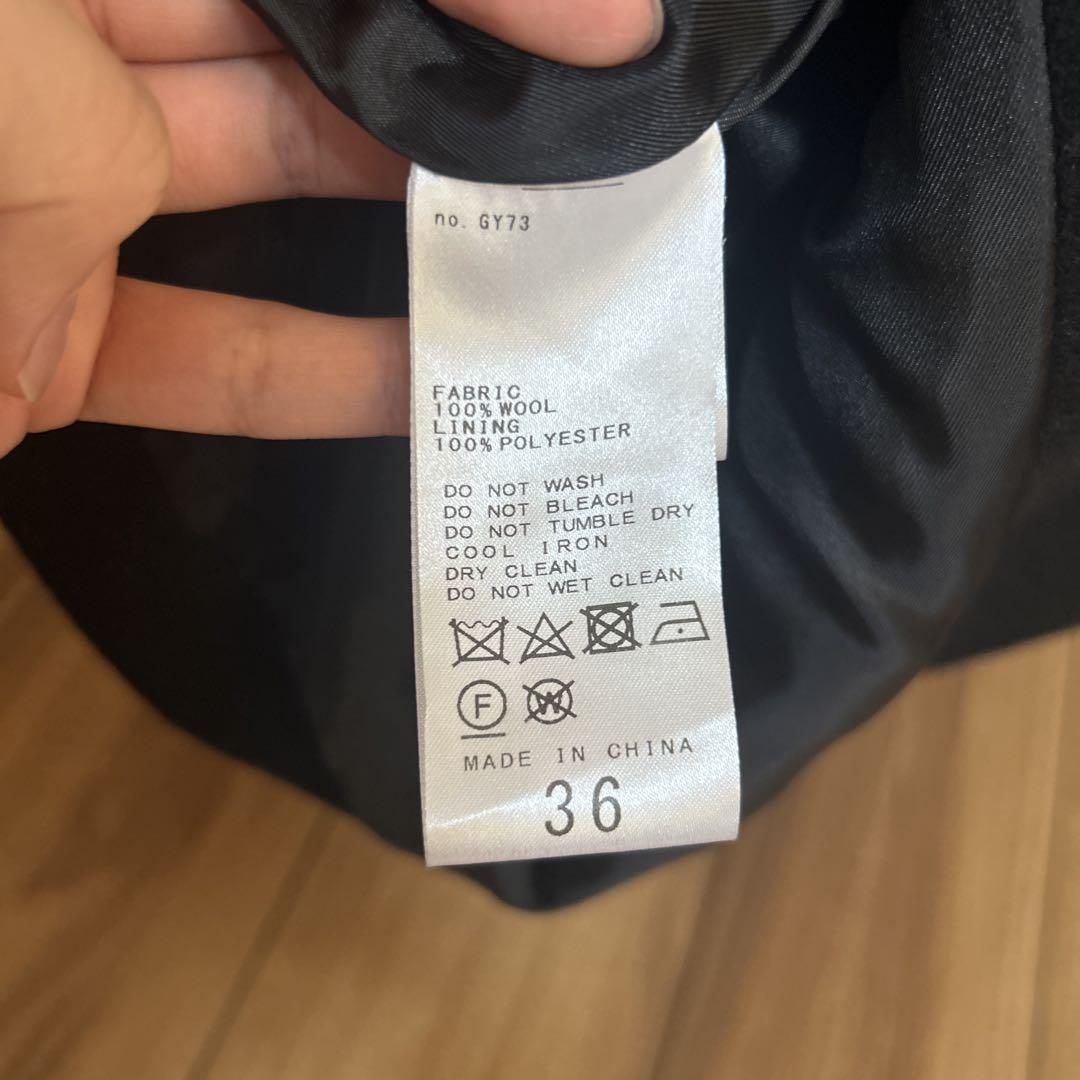 no. GY73
FABRIC
100% WOOL
LINING
100% POLYESTER
DO NOT WASH
DO NOT BLEACH
DO NOT TUMBLE DRY
COOL IRON
DRY CLEAN
DO NOT WET CLEAN
F W
MADE IN CHINA
36